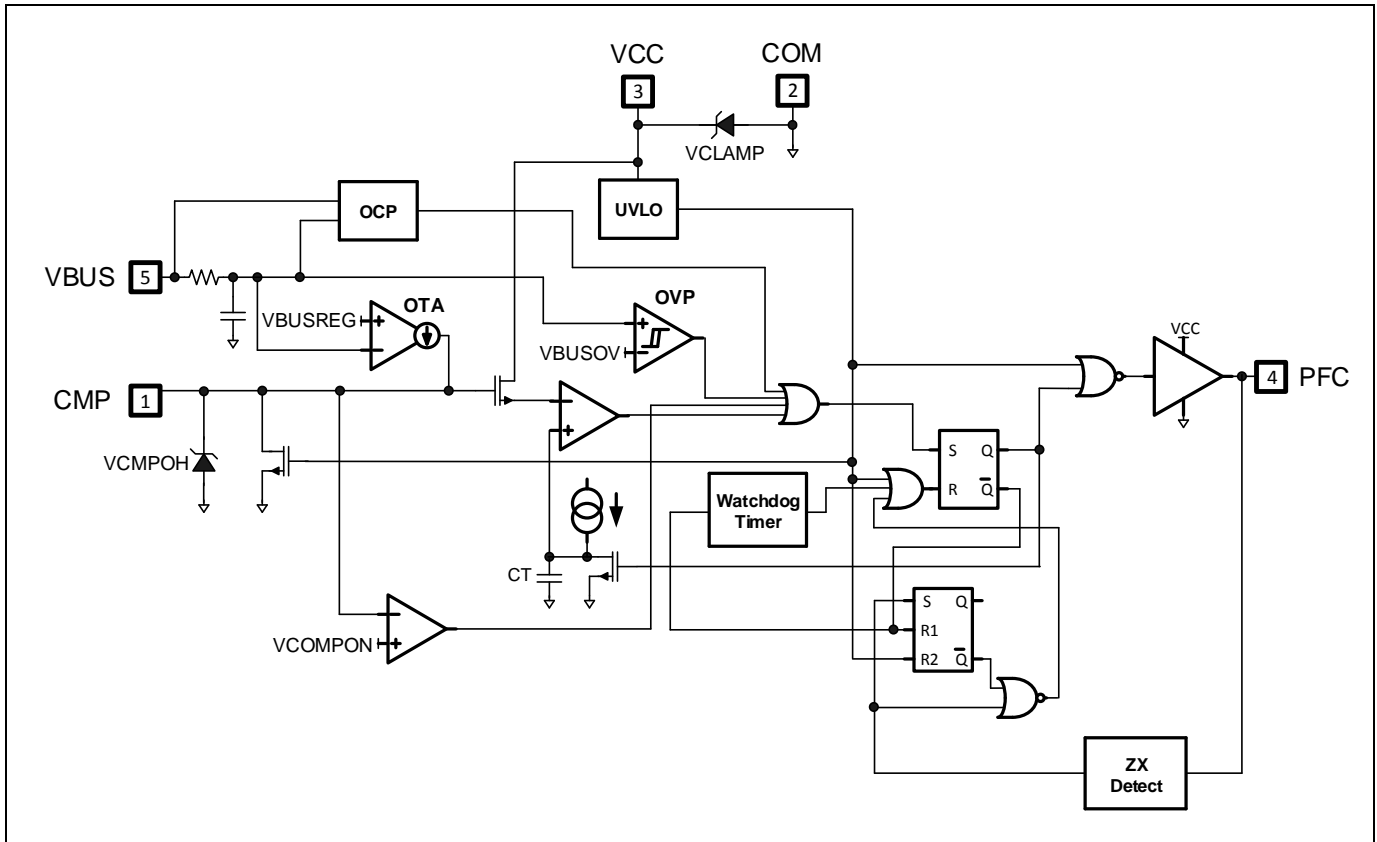 VCC
COM
3
2
VCLAMP
OCP
UVLO
VBUS
5
OTA
OVP
VBUSREG
VBUSOV
VCC
4
PFC
CMP
1
VCMPOH
S
Q
R
Q
Watchdog
Timer
CT
S
Q
R1
R2
Q
VCOMPON
ZX
Detect